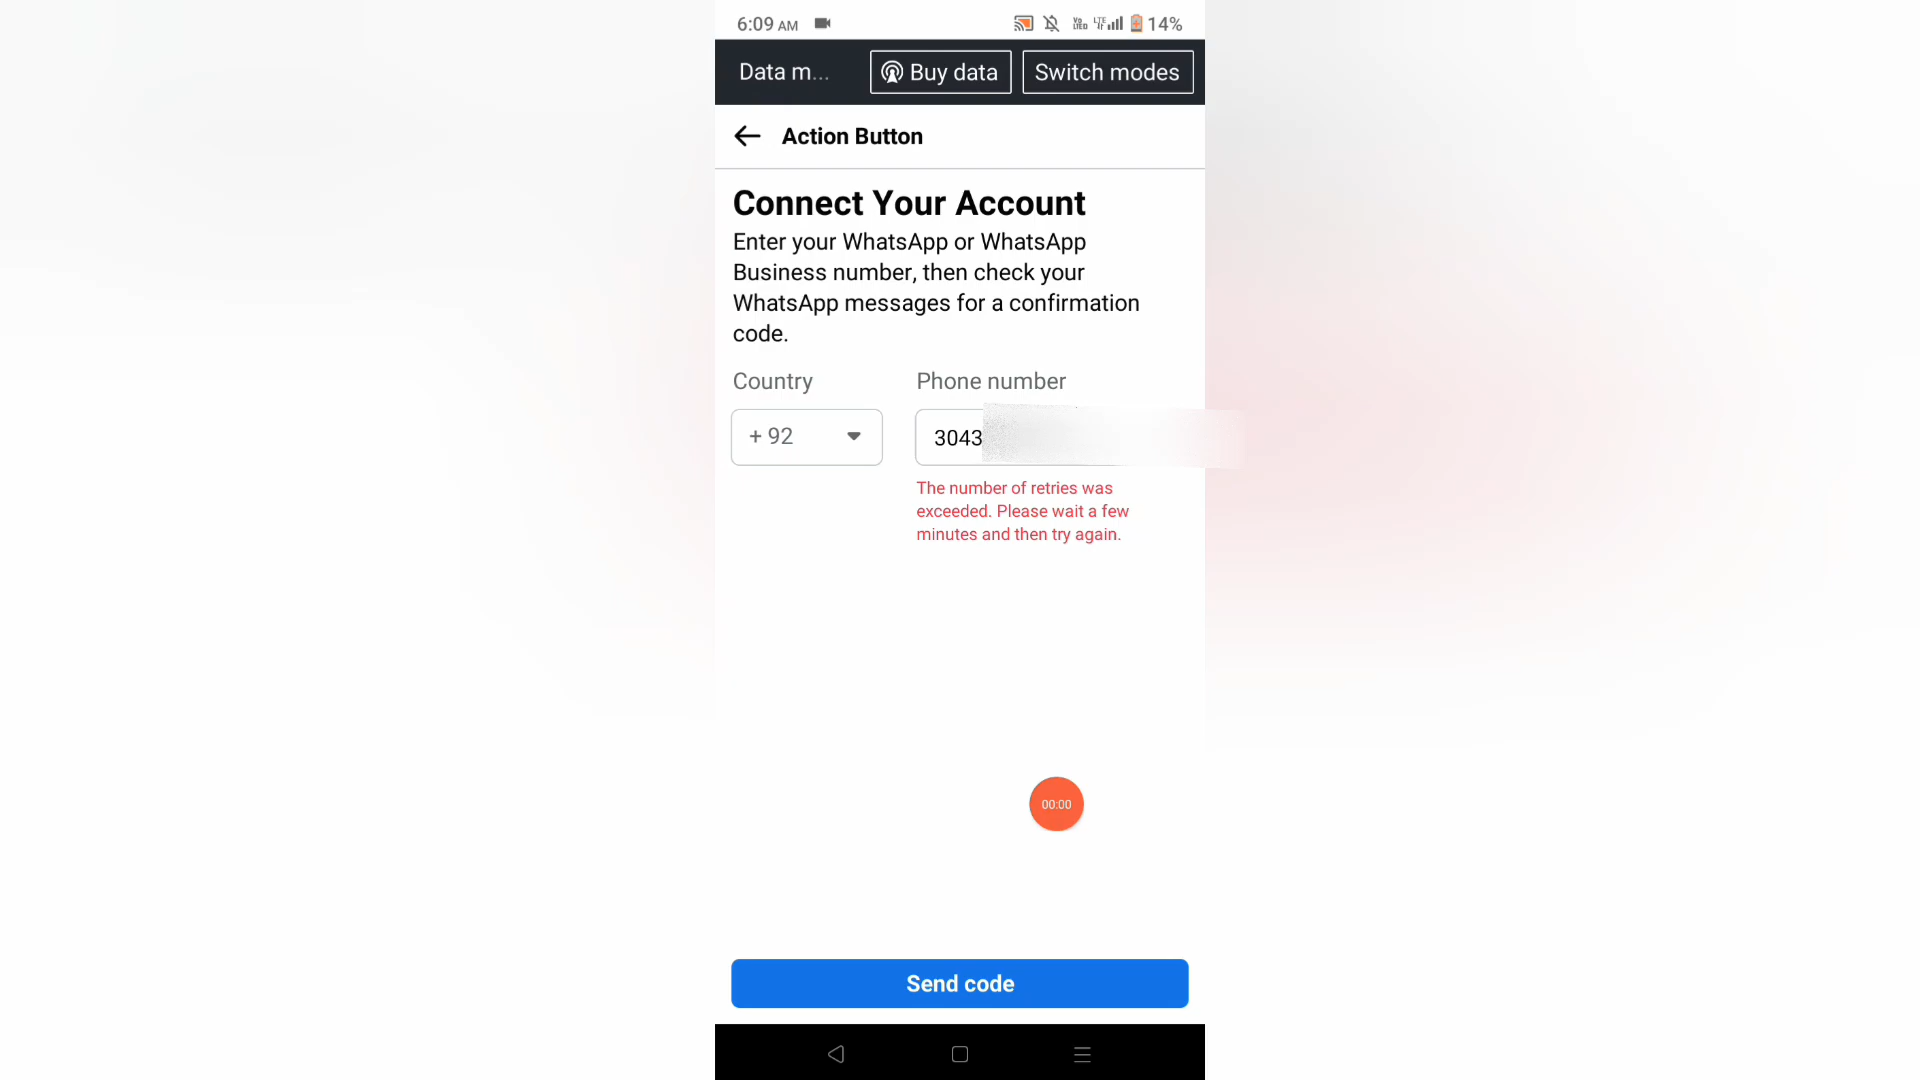 6:09 AM 14%
Data m... Buy data Switch modes
Action Button
Connect Your Account
Enter your WhatsApp or WhatsApp
Business number, then check your
WhatsApp messages for a confirmation
code.
Country Phone number
+ 92 3043
The number of retries was
exceeded. Please wait a few
minutes and then try again.
00:00
Send code